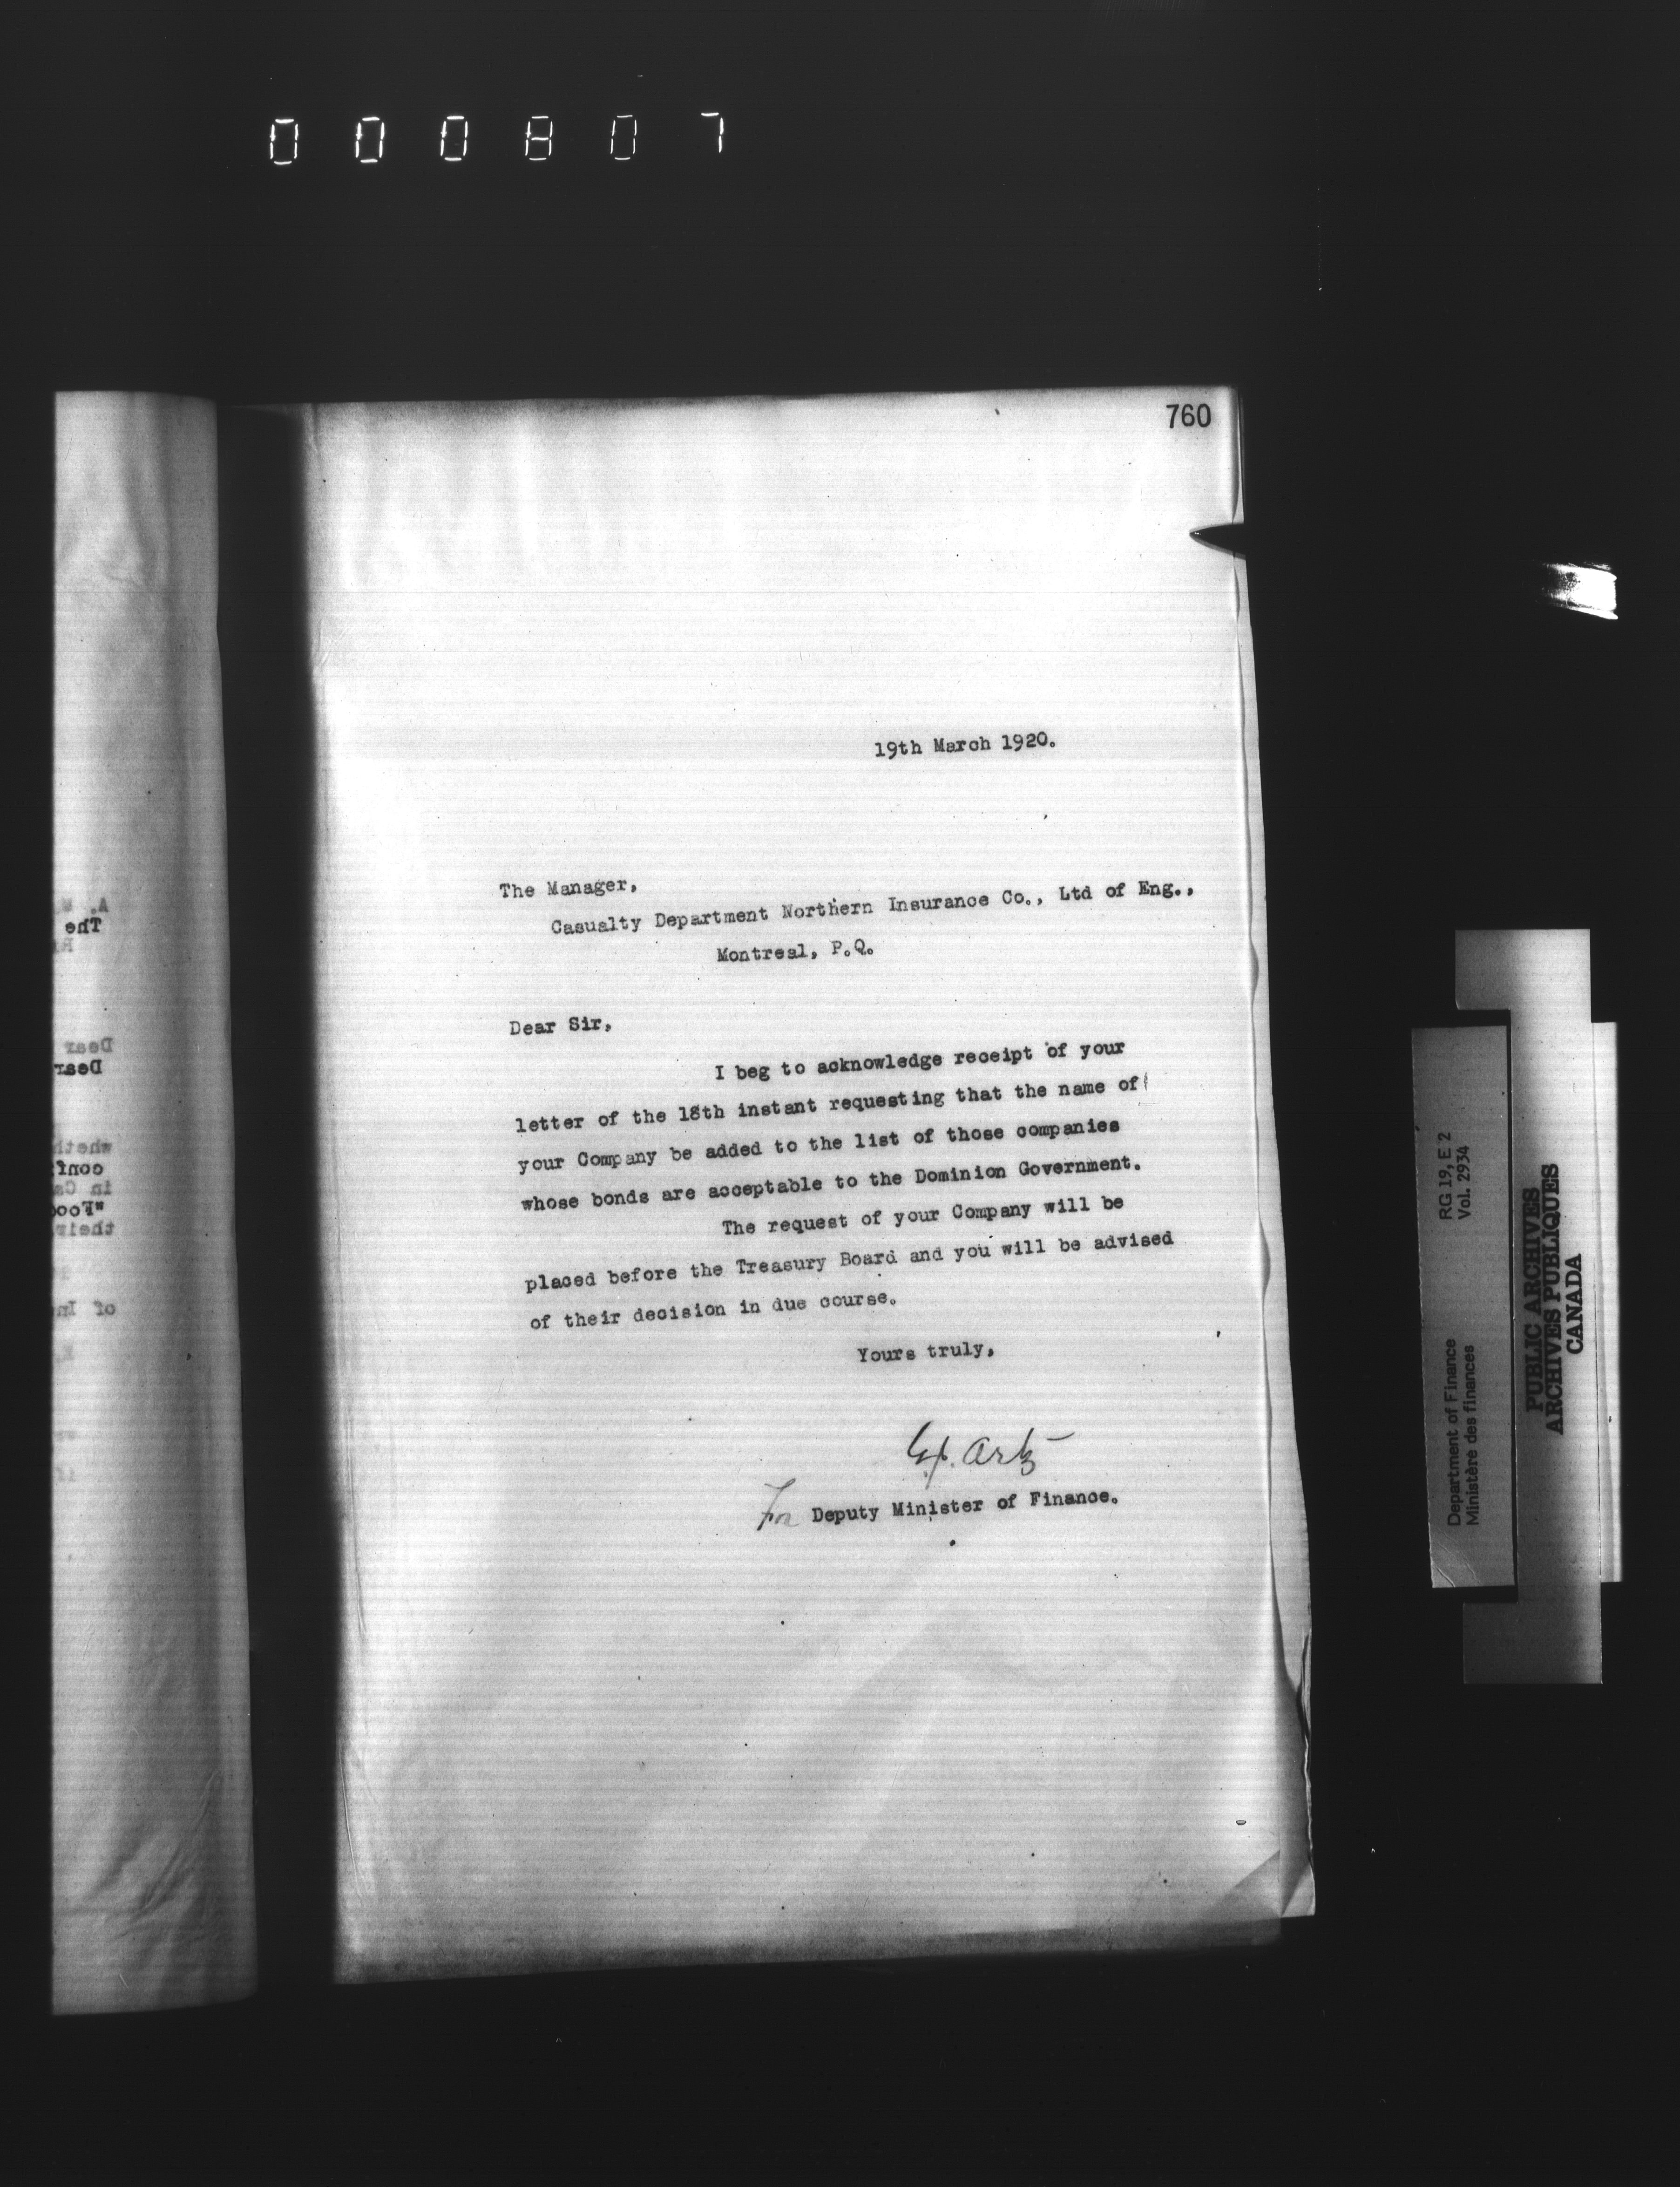 000807
760
19th March 1920.
The Manager,
Casualty Department Northern Insurance Co., Ltd of Eng.,
Montreal, P.Q.
Dear Sir,
I beg to acknowledge receipt of your
letter of the 18th instant requesting that the name of
your Company be added to the list of those companies
whose bonds are acceptable to the Dominion Government.
The request of your Company will be
placed before the Treasury Board and you will be advised
of their decision in due course.
Yours truly,
For Deputy Minister of Finance.
Department of Finance RG 19, E 2
Ministère des finances Vol. 2934
PUBLIC ARCHIVES
ARCHIVES PUBLIQUES
CANADA
The
Dear
Dear
of